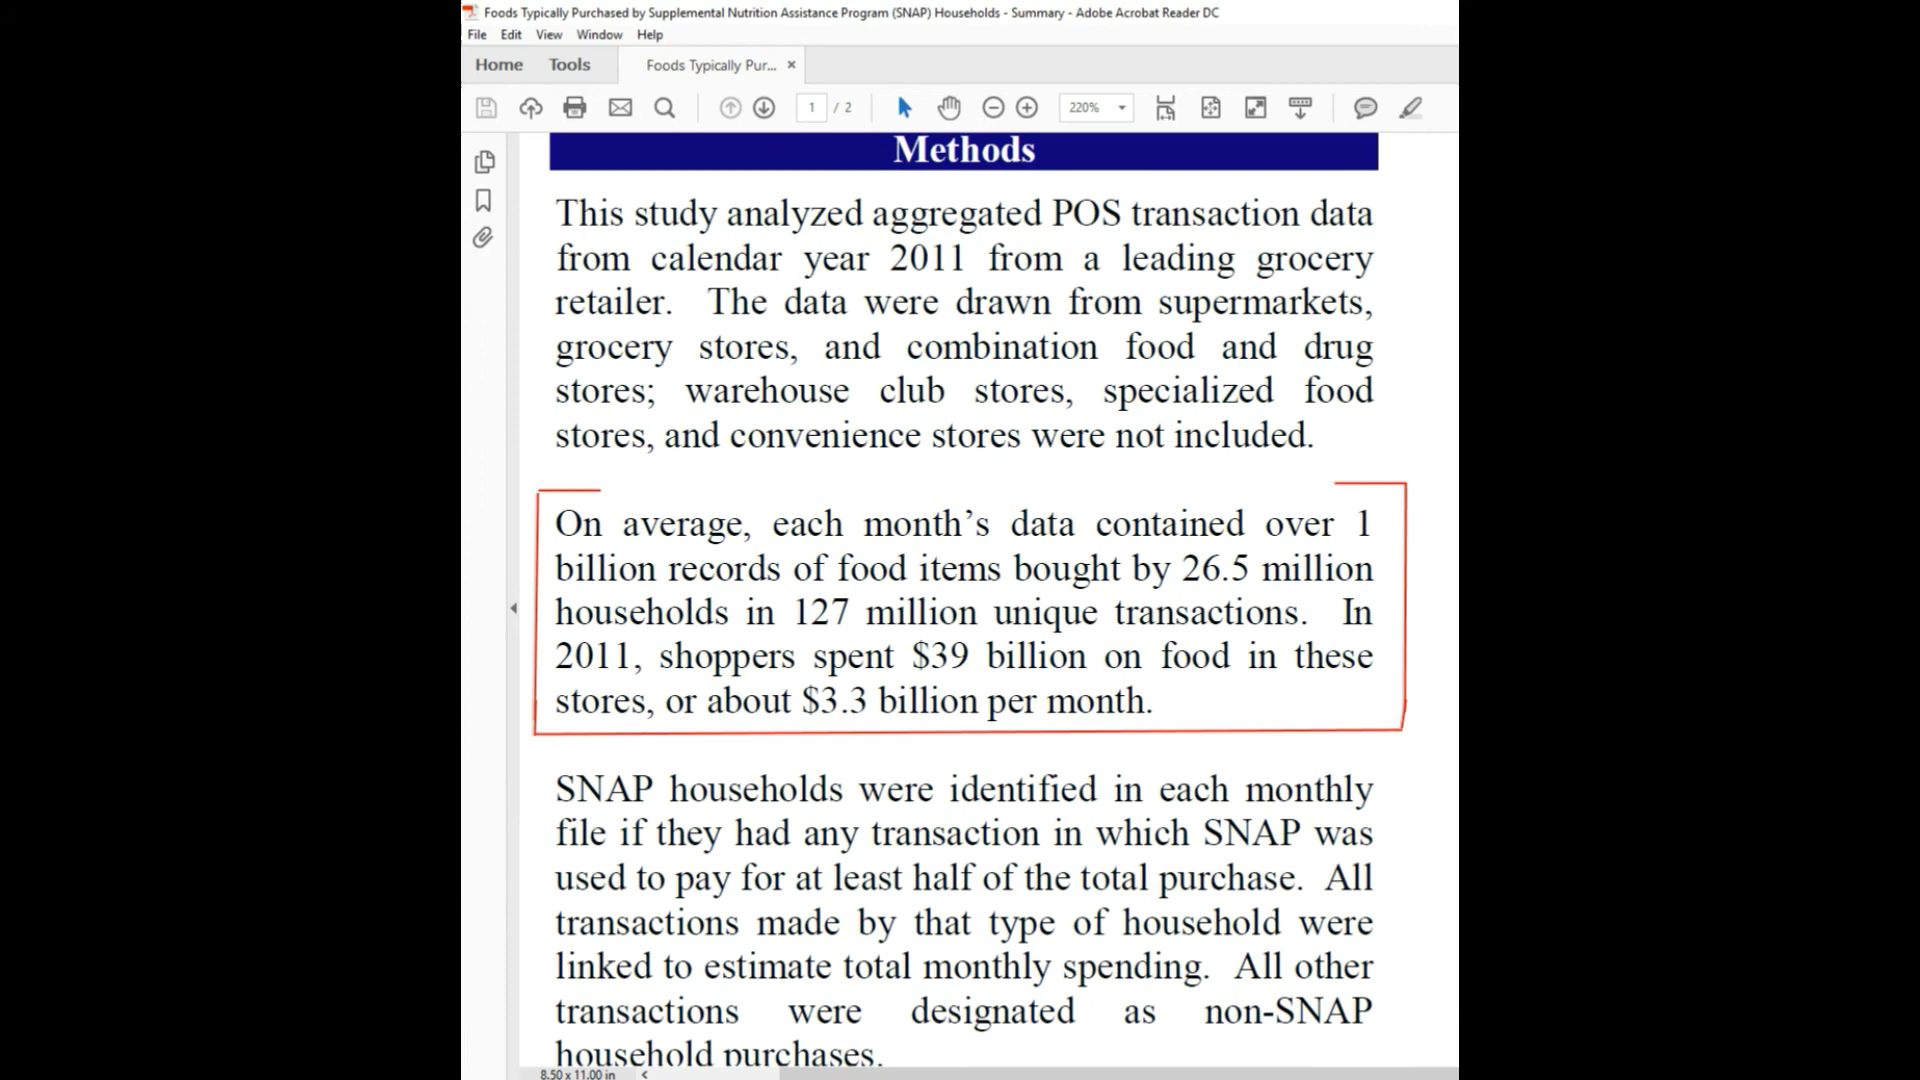 Foods Typically Purchased by Supplemental Nutrition Assistance Program (SNAP) Households - Summary - Adobe Acrobat Reader DC
File Edit View Window Help
Home Tools Foods Typically Pur... ×
1 / 2 220%
Methods
This study analyzed aggregated POS transaction data
from calendar year 2011 from a leading grocery
retailer. The data were drawn from supermarkets,
grocery stores, and combination food and drug
stores; warehouse club stores, specialized food
stores, and convenience stores were not included.
On average, each month’s data contained over 1
billion records of food items bought by 26.5 million
households in 127 million unique transactions. In
2011, shoppers spent $39 billion on food in these
stores, or about $3.3 billion per month.
SNAP households were identified in each monthly
file if they had any transaction in which SNAP was
used to pay for at least half of the total purchase. All
transactions made by that type of household were
linked to estimate total monthly spending. All other
transactions were designated as non-SNAP
household purchases.
8.50 x 11.00 in